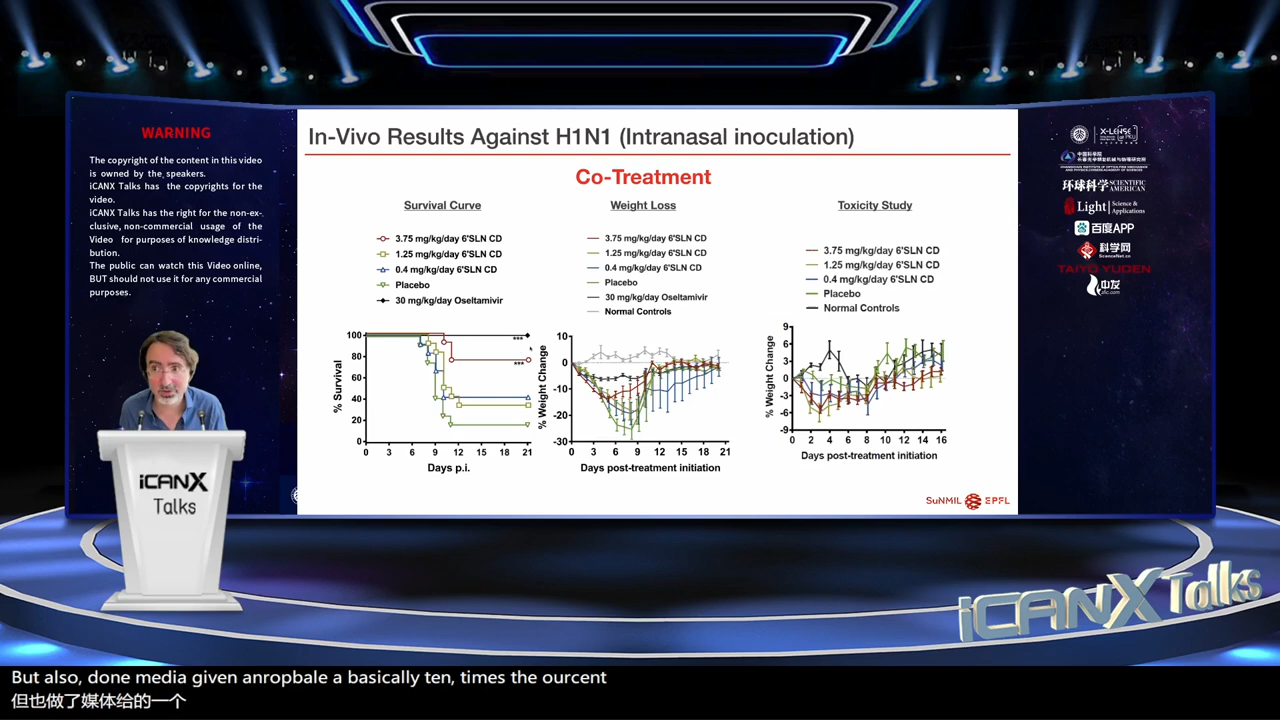 WARNING
The copyright of the content in this video
is owned by the speakers.
iCANX Talks has the copyrights for the
video.
iCANX Talks has the right for the non-ex-
clusive, non-commercial usage of the
Video for purposes of knowledge distri-
bution.
The public can watch this Video online,
BUT should not use it for any commercial
purposes.
In-Vivo Results Against H1N1 (Intranasal inoculation)
Co-Treatment
Survival Curve
3.75 mg/kg/day 6'SLN CD
1.25 mg/kg/day 6'SLN CD
0.4 mg/kg/day 6'SLN CD
Placebo
30 mg/kg/day Oseltamivir
% Survival
100
80
60
40
20
0
***
***
0 3 6 9 12 15 18 21
Days p.i.
Weight Loss
3.75 mg/kg/day 6'SLN CD
1.25 mg/kg/day 6'SLN CD
0.4 mg/kg/day 6'SLN CD
Placebo
30 mg/kg/day Oseltamivir
Normal Controls
% Weight Change
10
0
-10
-20
-30
0 3 6 9 12 15 18 21
Days post-treatment initiation
Toxicity Study
3.75 mg/kg/day 6'SLN CD
1.25 mg/kg/day 6'SLN CD
0.4 mg/kg/day 6'SLN CD
Placebo
Normal Controls
% Weight Change
9
6
3
0
-3
-6
-9
0 2 4 6 8 10 12 14 16
Days post-treatment initiation
SuNMIL EPFL
X-LENSE
中国科学院
环球科学 SCIENTIFIC AMERICAN
Light Science & Applications
百度APP
科学网
ScienceNet.cn
TAIYO YUDEN
中友
iCANX
Talks
iCANX Talks
But also, done media given anropbale a basically ten, times the ourcent
但也做了媒体给的一个